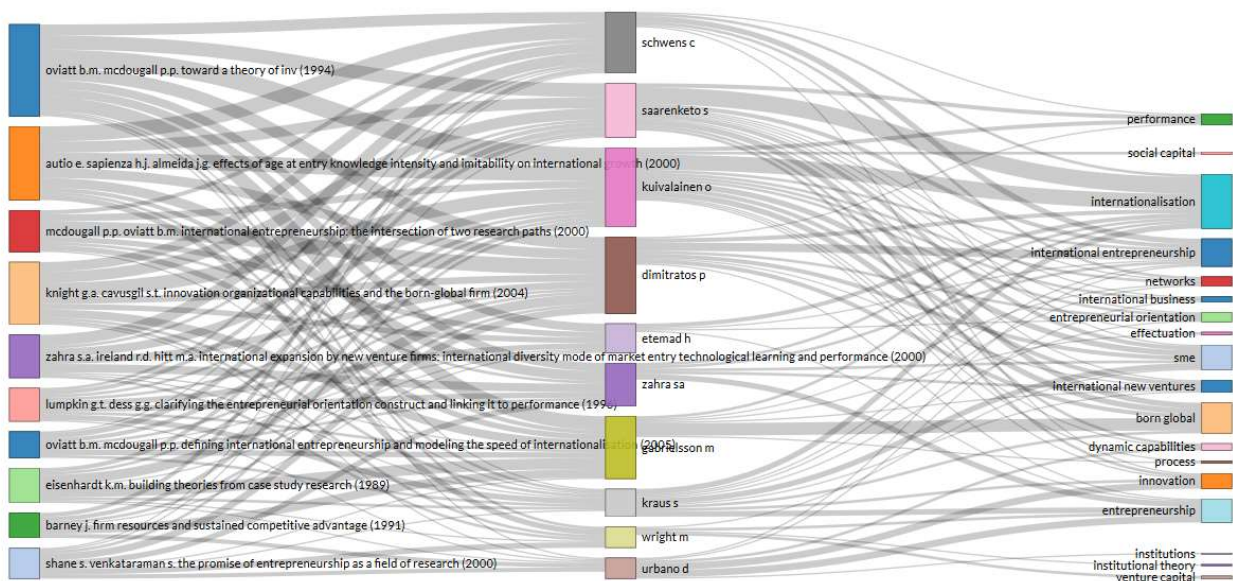 oviatt b.m. mcdougall p.p. toward a theory of inv (1994)
autio e. sapienza h.j. almeida j.g. effects of age at entry knowledge intensity and imitability on international growth (2000)
mcdougall p.p. oviatt b.m. international entrepreneurship: the intersection of two research paths (2000)
knight g.a. cavusgil s.t. innovation organizational capabilities and the born-global firm (2004)
zahra s.a. ireland r.d. hitt m.a. international expansion by new venture firms: international diversity mode of market entry technological learning and performance (2000)
lumpkin g.t. dess g.g. clarifying the entrepreneurial orientation construct and linking it to performance (1996)
oviatt b.m. mcdougall p.p. defining international entrepreneurship and modeling the speed of internationalisation (2005)
eisenhardt k.m. building theories from case study research (1989)
barney j. firm resources and sustained competitive advantage (1991)
shane s. venkataraman s. the promise of entrepreneurship as a field of research (2000)
schwens c
saarenketo s
kuivalainen o
dimitratos p
etemad h
zahra sa
gabrielsson m
kraus s
wright m
urbano d
performance
social capital
internationalisation
international entrepreneurship
networks
international business
entrepreneurial orientation
effectuation
sme
international new ventures
born global
dynamic capabilities
process
innovation
entrepreneurship
institutions
institutional theory
venture capital